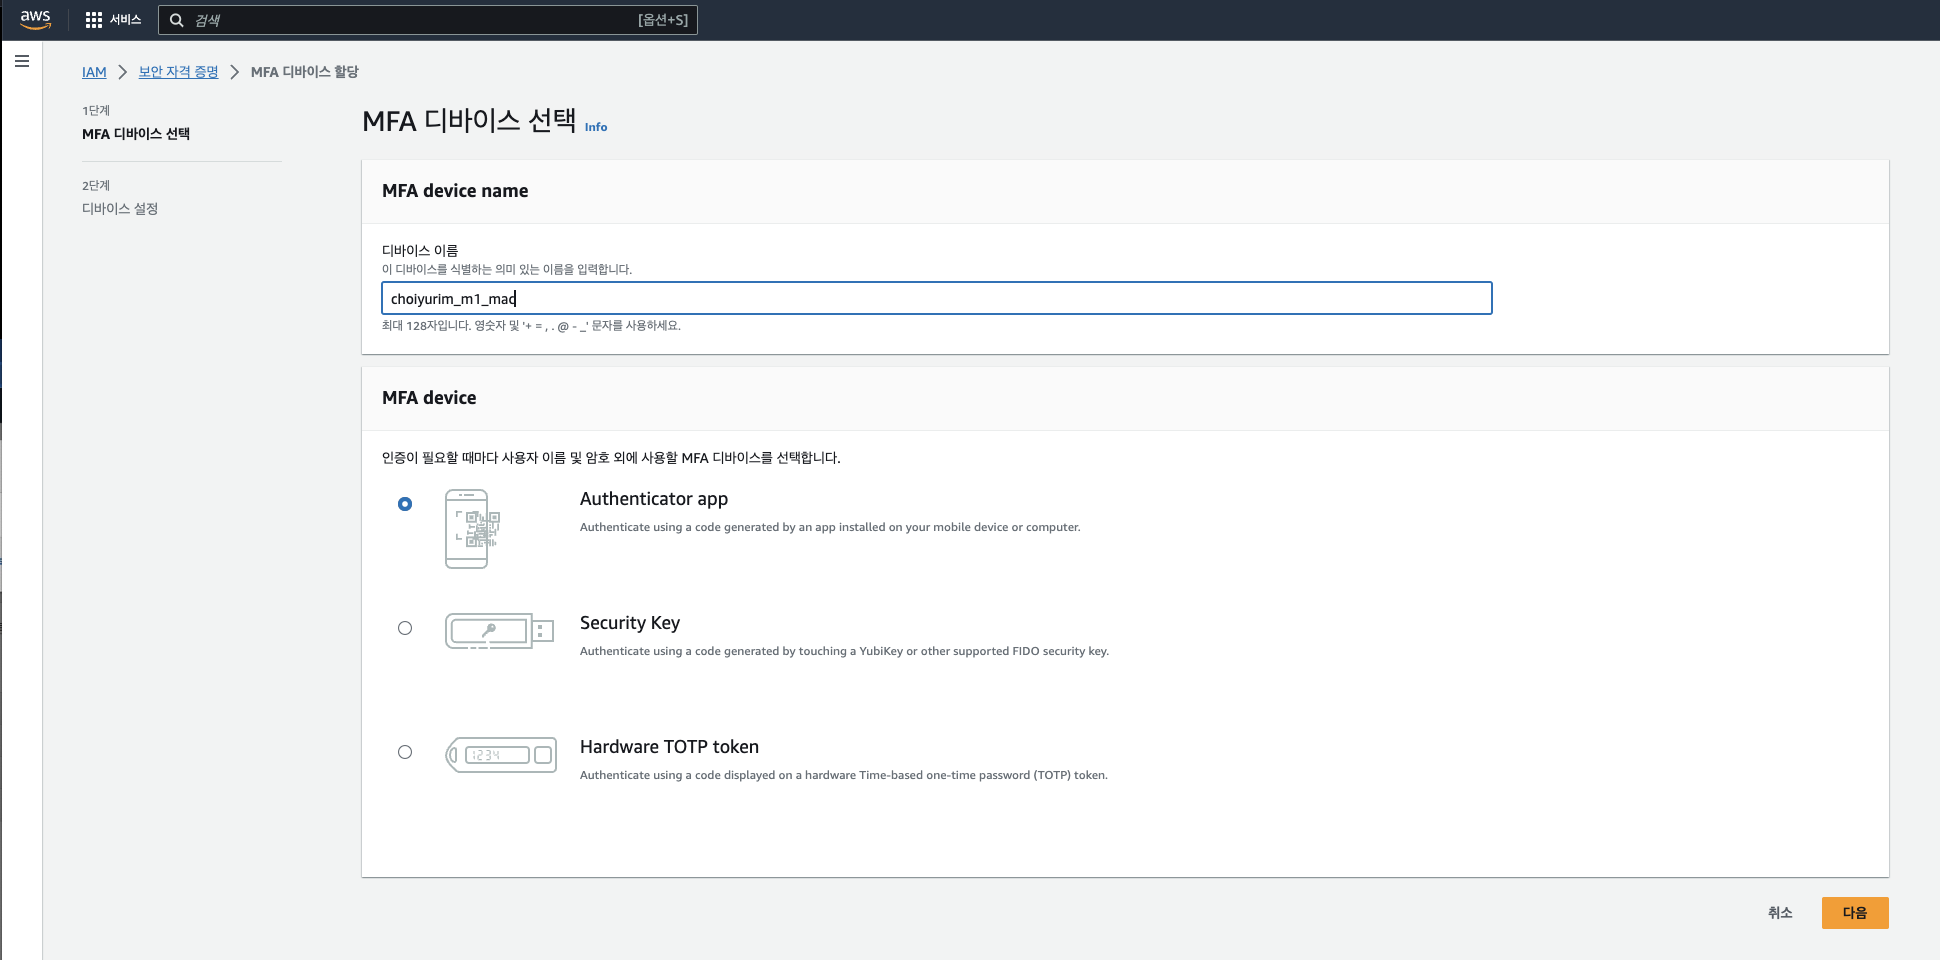 aws 서비스 검색 [옵션+S]
IAM 보안 자격 증명 MFA 디바이스 할당
1단계
MFA 디바이스 선택
2단계
디바이스 설정
MFA 디바이스 선택 Info
MFA device name
디바이스 이름
이 디바이스를 식별하는 의미 있는 이름을 입력합니다.
choiyurim_m1_mac
최대 128자입니다. 영숫자 및 '+ = , . @ - _' 문자를 사용하세요.
MFA device
인증이 필요할 때마다 사용자 이름 및 암호 외에 사용할 MFA 디바이스를 선택합니다.
Authenticator app
Authenticate using a code generated by an app installed on your mobile device or computer.
Security Key
Authenticate using a code generated by touching a YubiKey or other supported FIDO security key.
1234
Hardware TOTP token
Authenticate using a code displayed on a hardware Time-based one-time password (TOTP) token.
취소 다음